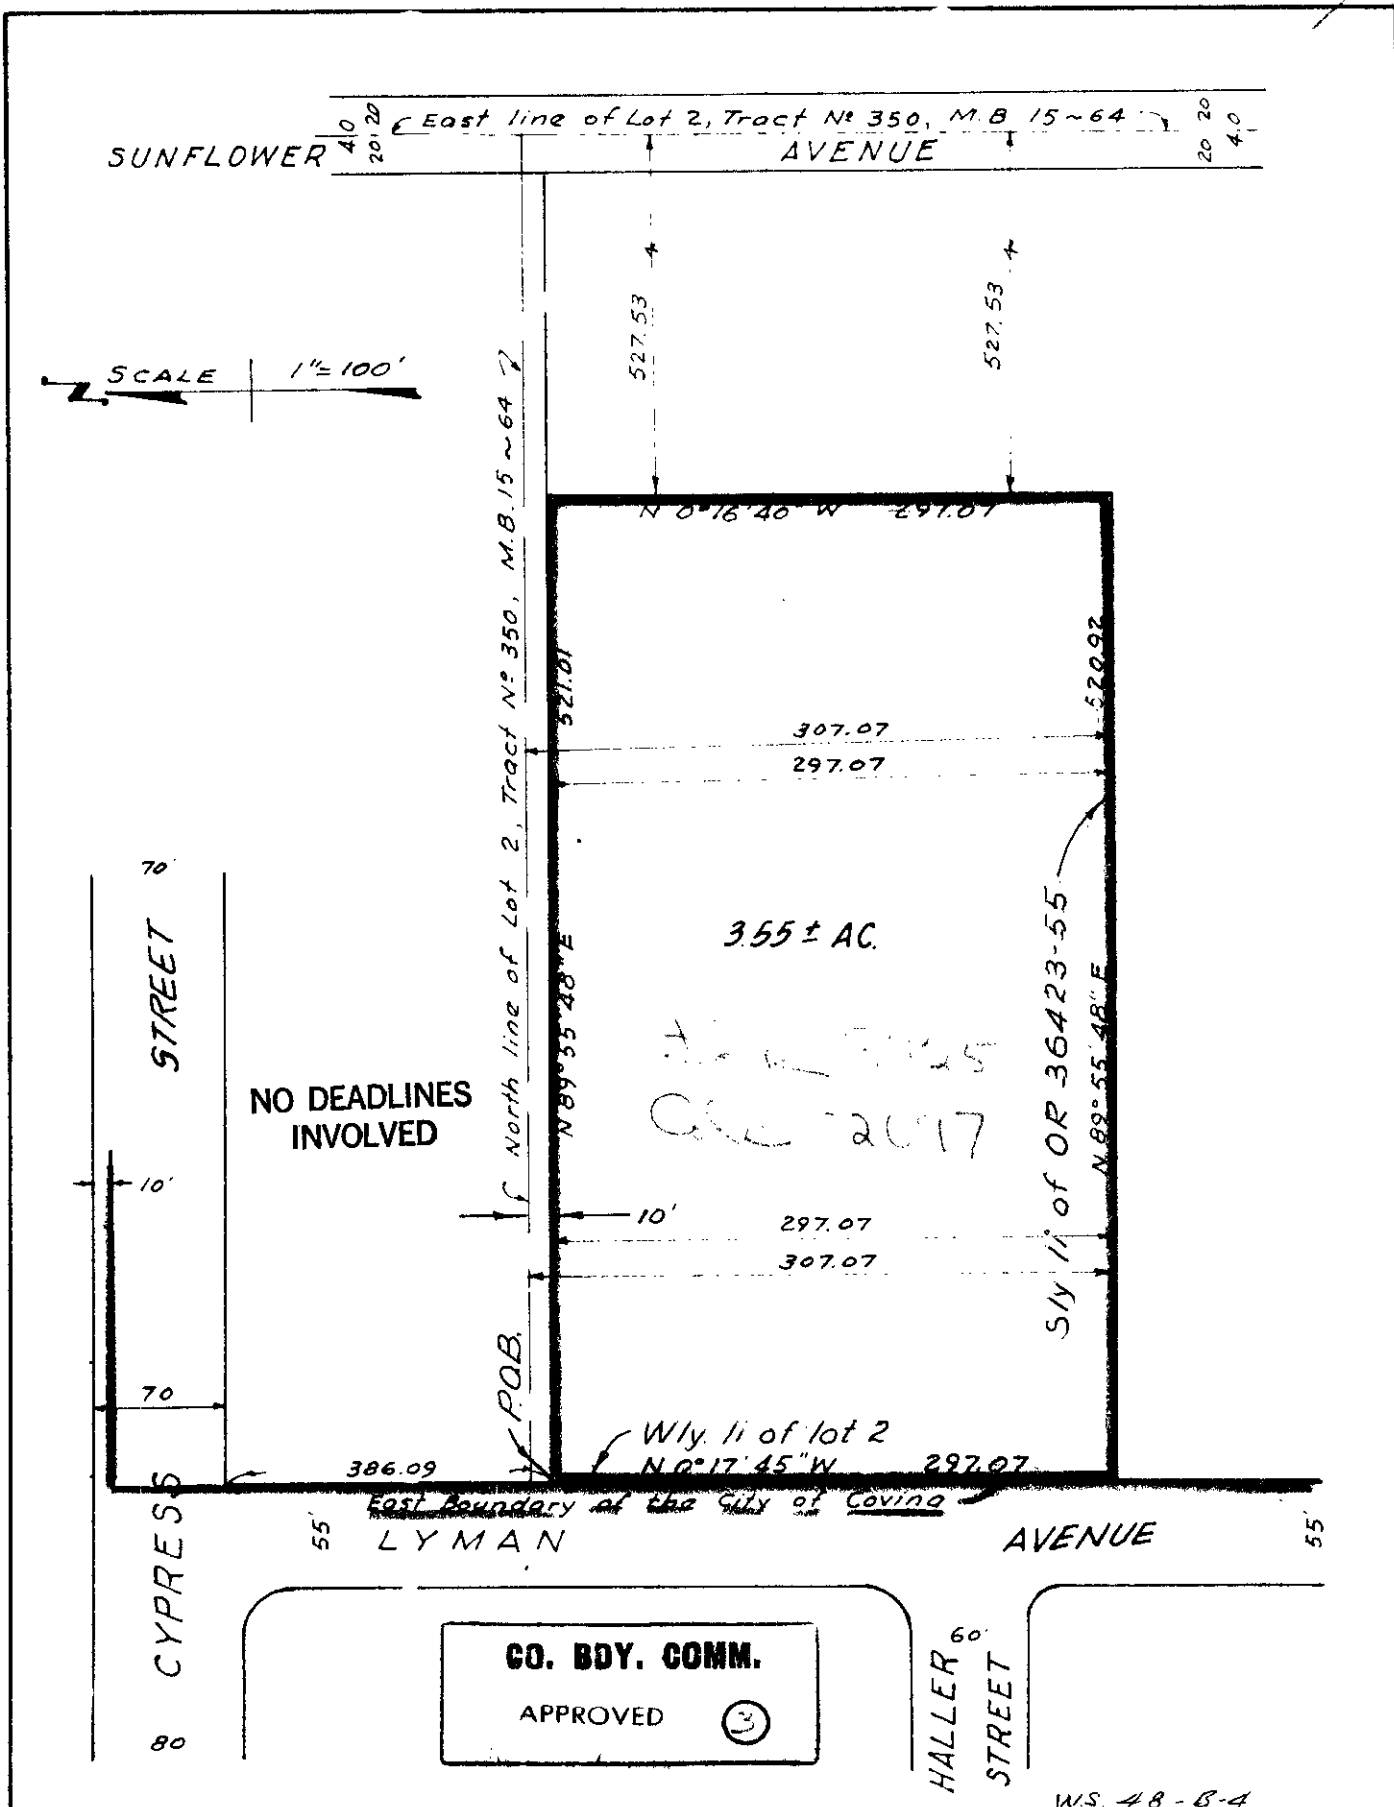 40
20 20
East line of Lot 2, Tract Nº 350, M.B 15~64
20 20
40
SUNFLOWER AVENUE
527.53
527.53
SCALE 1"=100'
N 0°16'40" W 297.07
North line of Lot 2, Tract Nº 350, M.B. 15~64
521.01
520.92
307.07
297.07
70'
STREET
3.55 ± AC.
NO DEADLINES
INVOLVED
N 89°55'48" E
Sly li of OR 36423-55
N 89°55'48" E
10'
10'
297.07
307.07
P.O.B.
70
Wly. li of lot 2
N 0°17'45" W 297.07
386.09
East Boundary of the City of Covina
55'
LYMAN AVENUE
55'
CYPRESS
80
CO. BDY. COMM.
APPROVED 3
60'
HALLER
STREET
W.S. 48-B-4